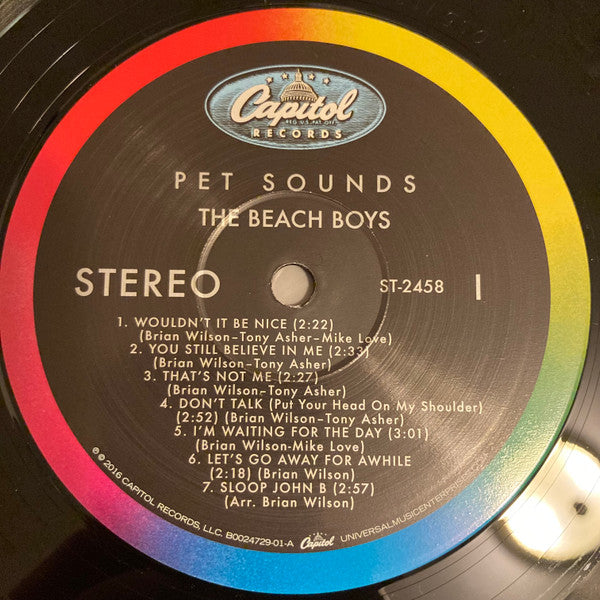 Capitol
REG. U.S. PAT. OFF.
RECORDS
PET SOUNDS
THE BEACH BOYS
STEREO
ST-2458
1
1. WOULDN'T IT BE NICE (2:22)
(Brian Wilson-Tony Asher-Mike Love)
2. YOU STILL BELIEVE IN ME (2:33)
(Brian Wilson-Tony Asher)
3. THAT'S NOT ME (2:27)
(Brian Wilson-Tony Asher)
4. DON'T TALK (Put Your Head On My Shoulder)
(2:52) (Brian Wilson-Tony Asher)
5. I'M WAITING FOR THE DAY (3:01)
(Brian Wilson-Mike Love)
6. LET'S GO AWAY FOR AWHILE
(2:18) (Brian Wilson)
7. SLOOP JOHN B (2:57)
(Arr. Brian Wilson)
℗ © 2016 CAPITOL RECORDS, LLC. B0024729-01-A Capitol